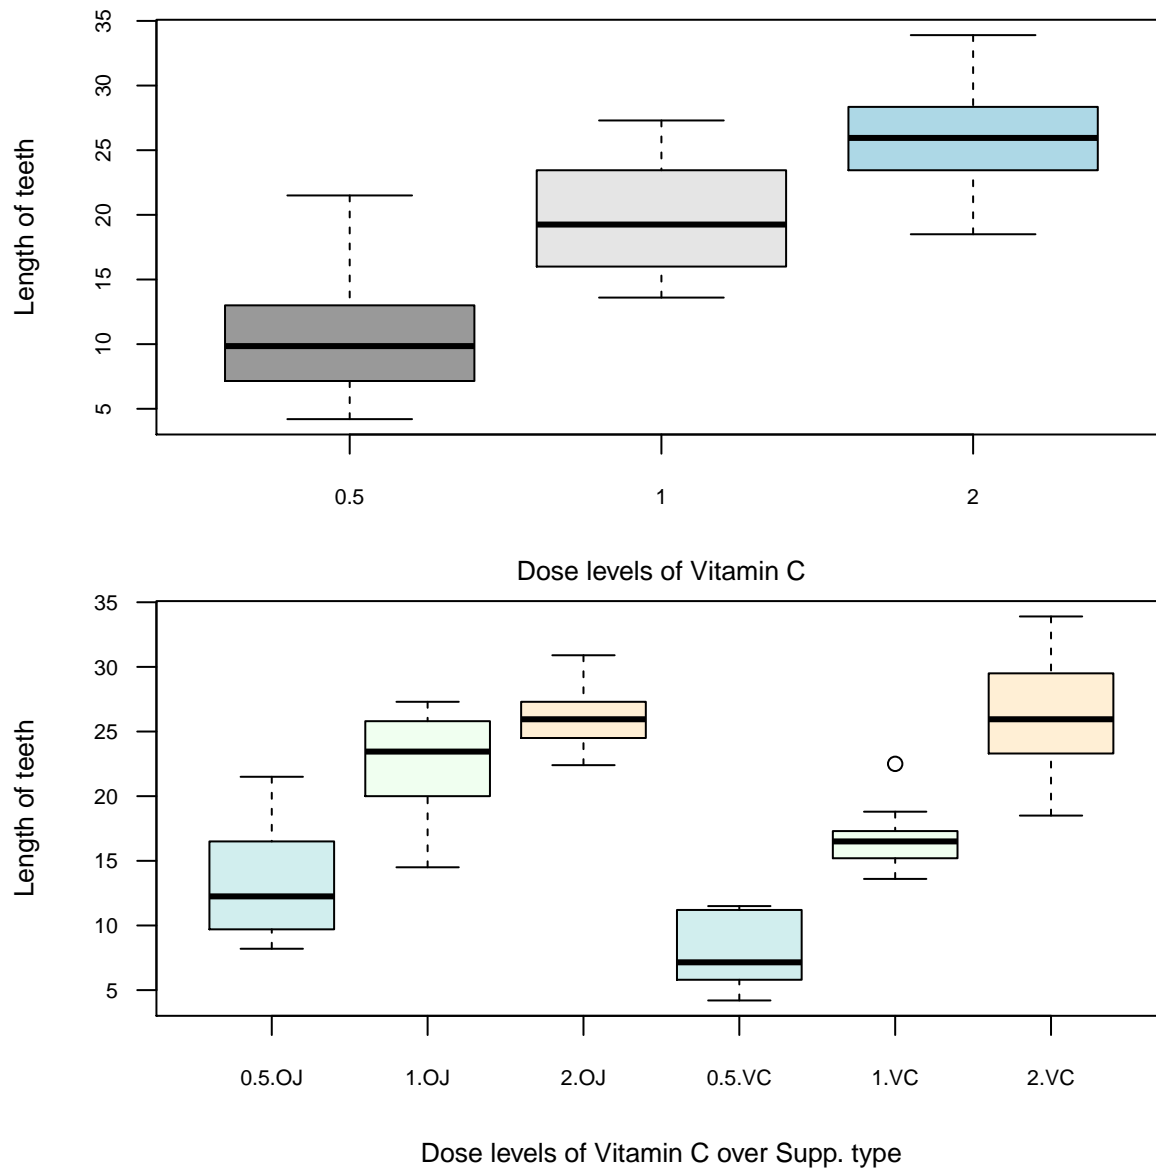 35
30
25
20
15
10
5
Length of teeth
0.5 1 2
Dose levels of Vitamin C
35
30
25
20
15
10
5
Length of teeth
0.5.OJ 1.OJ 2.OJ 0.5.VC 1.VC 2.VC
Dose levels of Vitamin C over Supp. type